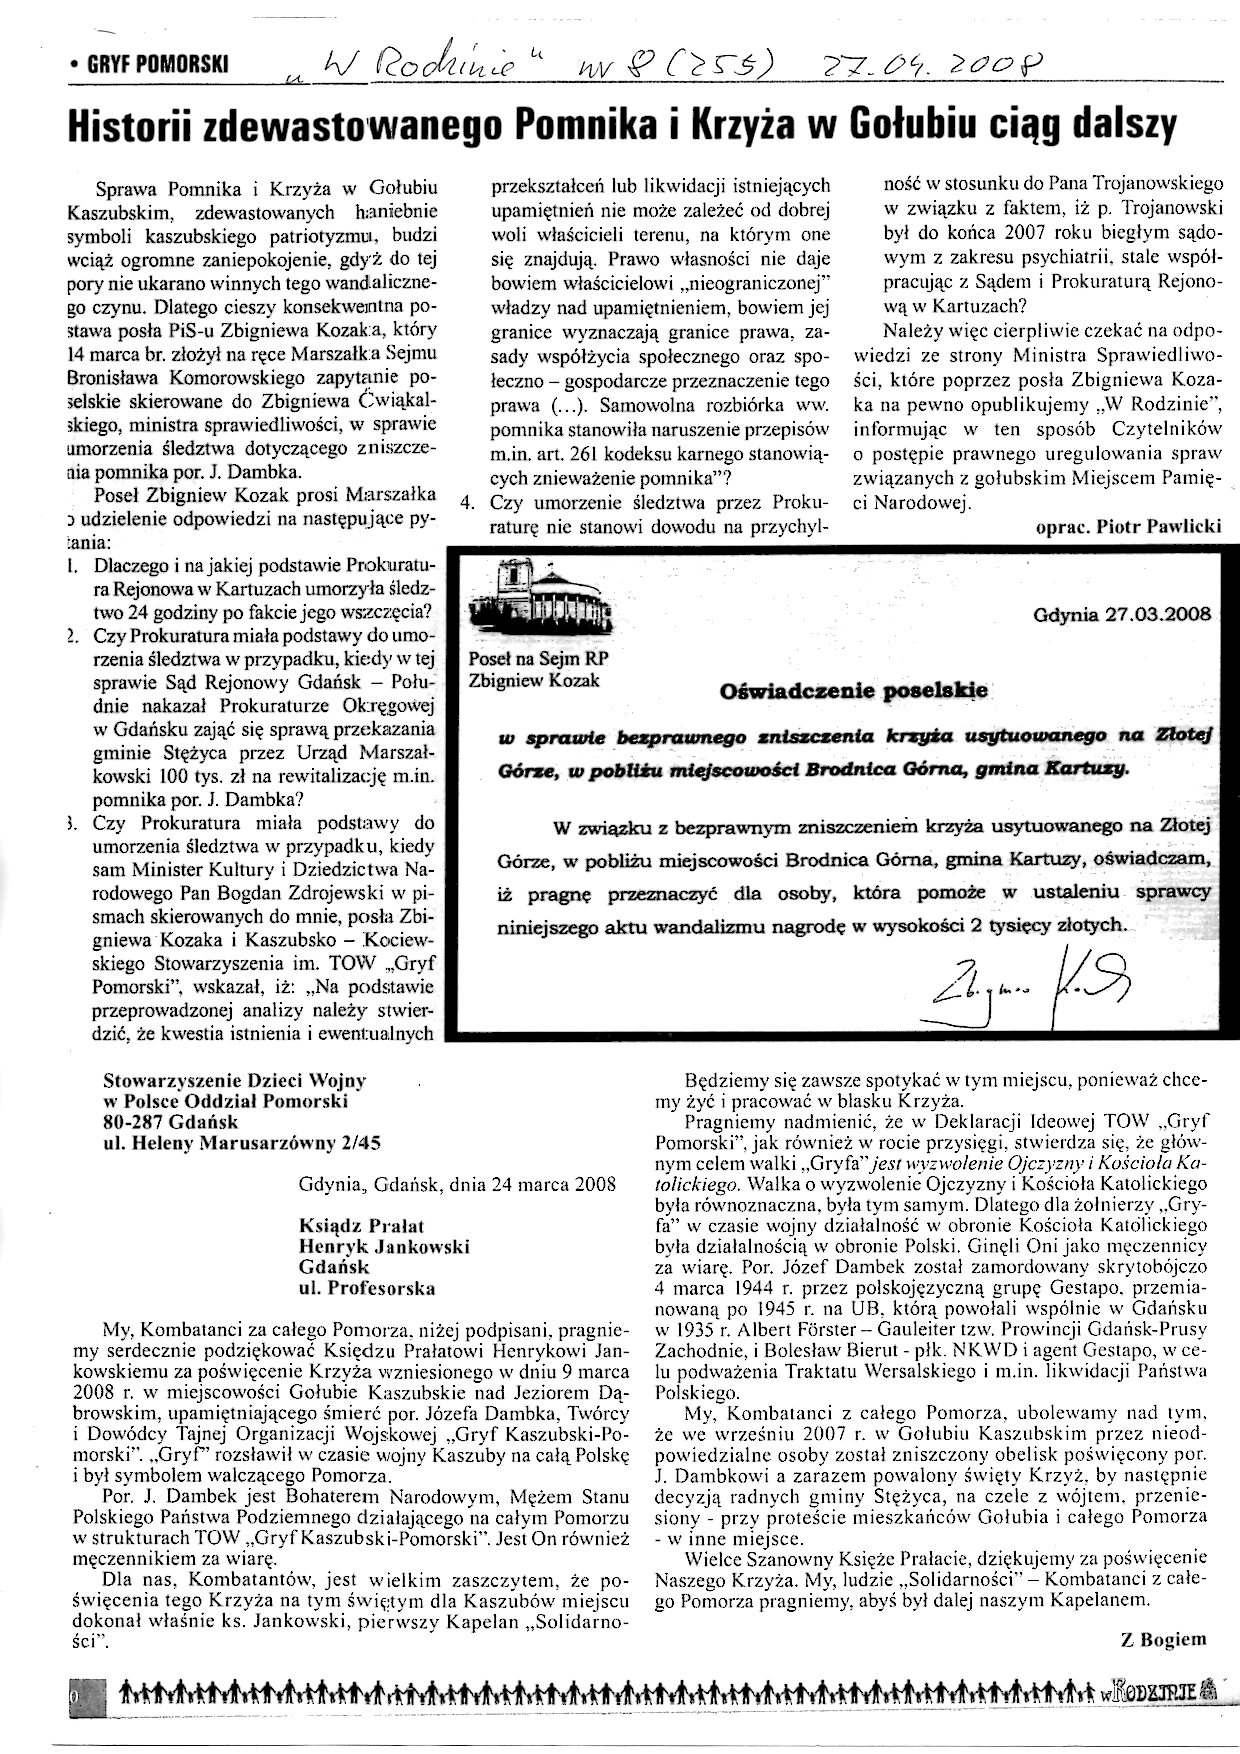 • GRYF POMORSKI
„W Rodzinie" nr 8 (255) 27.04.2008
Historii zdewastowanego Pomnika i Krzyża w Gołubiu ciąg dalszy
Sprawa Pomnika i Krzyża w Gołubiu
Kaszubskim, zdewastowanych haniebnie
symboli kaszubskiego patriotyzmu, budzi
wciąż ogromne zaniepokojenie, gdyż do tej
pory nie ukarano winnych tego wandaliczne-
go czynu. Dlatego cieszy konsekwentna po-
stawa posła PiS-u Zbigniewa Kozaka, który
14 marca br. złożył na ręce Marszałka Sejmu
Bronisława Komorowskiego zapytanie po-
selskie skierowane do Zbigniewa Ćwiąkal-
skiego, ministra sprawiedliwości, w sprawie
umorzenia śledztwa dotyczącego zniszcze-
nia pomnika por. J. Dambka.
Poseł Zbigniew Kozak prosi Marszałka
o udzielenie odpowiedzi na następujące py-
tania:
1. Dlaczego i na jakiej podstawie Prokuratu-
ra Rejonowa w Kartuzach umorzyła śledz-
two 24 godziny po fakcie jego wszczęcia?
2. Czy Prokuratura miała podstawy do umo-
rzenia śledztwa w przypadku, kiedy w tej
sprawie Sąd Rejonowy Gdańsk – Połu-
dnie nakazał Prokuraturze Okręgowej
w Gdańsku zająć się sprawą przekazania
gminie Stężyca przez Urząd Marszał-
kowski 100 tys. zł na rewitalizację m.in.
pomnika por. J. Dambka?
3. Czy Prokuratura miała podstawy do
umorzenia śledztwa w przypadku, kiedy
sam Minister Kultury i Dziedzictwa Na-
rodowego Pan Bogdan Zdrojewski w pi-
smach skierowanych do mnie, posła Zbi-
gniewa Kozaka i Kaszubsko – Kociew-
skiego Stowarzyszenia im. TOW „Gryf
Pomorski", wskazał, iż: „Na podstawie
przeprowadzonej analizy należy stwier-
dzić, że kwestia istnienia i ewentualnych
przekształceń lub likwidacji istniejących
upamiętnień nie może zależeć od dobrej
woli właścicieli terenu, na którym one
się znajdują. Prawo własności nie daje
bowiem właścicielowi „nieograniczonej"
władzy nad upamiętnieniem, bowiem jej
granice wyznaczają granice prawa, za-
sady współżycia społecznego oraz spo-
łeczno – gospodarcze przeznaczenie tego
prawa (...). Samowolna rozbiórka ww.
pomnika stanowiła naruszenie przepisów
m.in. art. 261 kodeksu karnego stanowią-
cych znieważenie pomnika"?
4. Czy umorzenie śledztwa przez Proku-
raturę nie stanowi dowodu na przychyl-
ność w stosunku do Pana Trojanowskiego
w związku z faktem, iż p. Trojanowski
był do końca 2007 roku biegłym sądo-
wym z zakresu psychiatrii, stale współ-
pracując z Sądem i Prokuraturą Rejono-
wą w Kartuzach?
Należy więc cierpliwie czekać na odpo-
wiedzi ze strony Ministra Sprawiedliwo-
ści, które poprzez posła Zbigniewa Koza-
ka na pewno opublikujemy „W Rodzinie",
informując w ten sposób Czytelników
o postępie prawnego uregulowania spraw
związanych z gołubskim Miejscem Pamię-
ci Narodowej.
oprac. Piotr Pawlicki
Poseł na Sejm RP
Zbigniew Kozak
Gdynia 27.03.2008
Oświadczenie poselskie
w sprawie bezprawnego zniszczenia krzyża usytuowanego na Złotej
Górze, w pobliżu miejscowości Brodnica Górna, gmina Kartuzy.
W związku z bezprawnym zniszczeniem krzyża usytuowanego na Złotej
Górze, w pobliżu miejscowości Brodnica Górna, gmina Kartuzy, oświadczam,
iż pragnę przeznaczyć dla osoby, która pomoże w ustaleniu sprawcy
niniejszego aktu wandalizmu nagrodę w wysokości 2 tysięcy złotych.
Stowarzyszenie Dzieci Wojny
w Polsce Oddział Pomorski
80-287 Gdańsk
ul. Heleny Marusarzówny 2/45
Gdynia, Gdańsk, dnia 24 marca 2008
Ksiądz Prałat
Henryk Jankowski
Gdańsk
ul. Profesorska
My, Kombatanci za całego Pomorza, niżej podpisani, pragnie-
my serdecznie podziękować Księdzu Prałatowi Henrykowi Jan-
kowskiemu za poświęcenie Krzyża wzniesionego w dniu 9 marca
2008 r. w miejscowości Gołubie Kaszubskie nad Jeziorem Dą-
browskim, upamiętniającego śmierć por. Józefa Dambka, Twórcy
i Dowódcy Tajnej Organizacji Wojskowej „Gryf Kaszubski-Po-
morski". „Gryf" rozsławił w czasie wojny Kaszuby na całą Polskę
i był symbolem walczącego Pomorza.
Por. J. Dambek jest Bohaterem Narodowym, Mężem Stanu
Polskiego Państwa Podziemnego działającego na całym Pomorzu
w strukturach TOW „Gryf Kaszubski-Pomorski". Jest On również
męczennikiem za wiarę.
Dla nas, Kombatantów, jest wielkim zaszczytem, że po-
święcenia tego Krzyża na tym świętym dla Kaszubów miejscu
dokonał właśnie ks. Jankowski, pierwszy Kapelan „Solidarno-
ści".
Będziemy się zawsze spotykać w tym miejscu, ponieważ chce-
my żyć i pracować w blasku Krzyża.
Pragniemy nadmienić, że w Deklaracji Ideowej TOW „Gryf
Pomorski", jak również w rocie przysięgi, stwierdza się, że głów-
nym celem walki „Gryfa" jest wyzwolenie Ojczyzny i Kościoła Ka-
tolickiego. Walka o wyzwolenie Ojczyzny i Kościoła Katolickiego
była równoznaczna, była tym samym. Dlatego dla żołnierzy „Gry-
fa" w czasie wojny działalność w obronie Kościoła Katolickiego
była działalnością w obronie Polski. Ginęli Oni jako męczennicy
za wiarę. Por. Józef Dambek został zamordowany skrytobójczo
4 marca 1944 r. przez polskojęzyczną grupę Gestapo, przemia-
nowaną po 1945 r. na UB, którą powołali wspólnie w Gdańsku
w 1935 r. Albert Förster – Gauleiter tzw. Prowincji Gdańsk-Prusy
Zachodnie, i Bolesław Bierut - płk. NKWD i agent Gestapo, w ce-
lu podważenia Traktatu Wersalskiego i m.in. likwidacji Państwa
Polskiego.
My, Kombatanci z całego Pomorza, ubolewamy nad tym,
że we wrześniu 2007 r. w Gołubiu Kaszubskim przez nieod-
powiedzialne osoby został zniszczony obelisk poświęcony por.
J. Dambkowi a zarazem powalony święty Krzyż, by następnie
decyzją radnych gminy Stężyca, na czele z wójtem, przenie-
siony - przy proteście mieszkańców Gołubia i całego Pomorza
- w inne miejsce.
Wielce Szanowny Księże Prałacie, dziękujemy za poświęcenie
Naszego Krzyża. My, ludzie „Solidarności" – Kombatanci z całe-
go Pomorza pragniemy, abyś był dalej naszym Kapelanem.
Z Bogiem
0
wRODZINIE